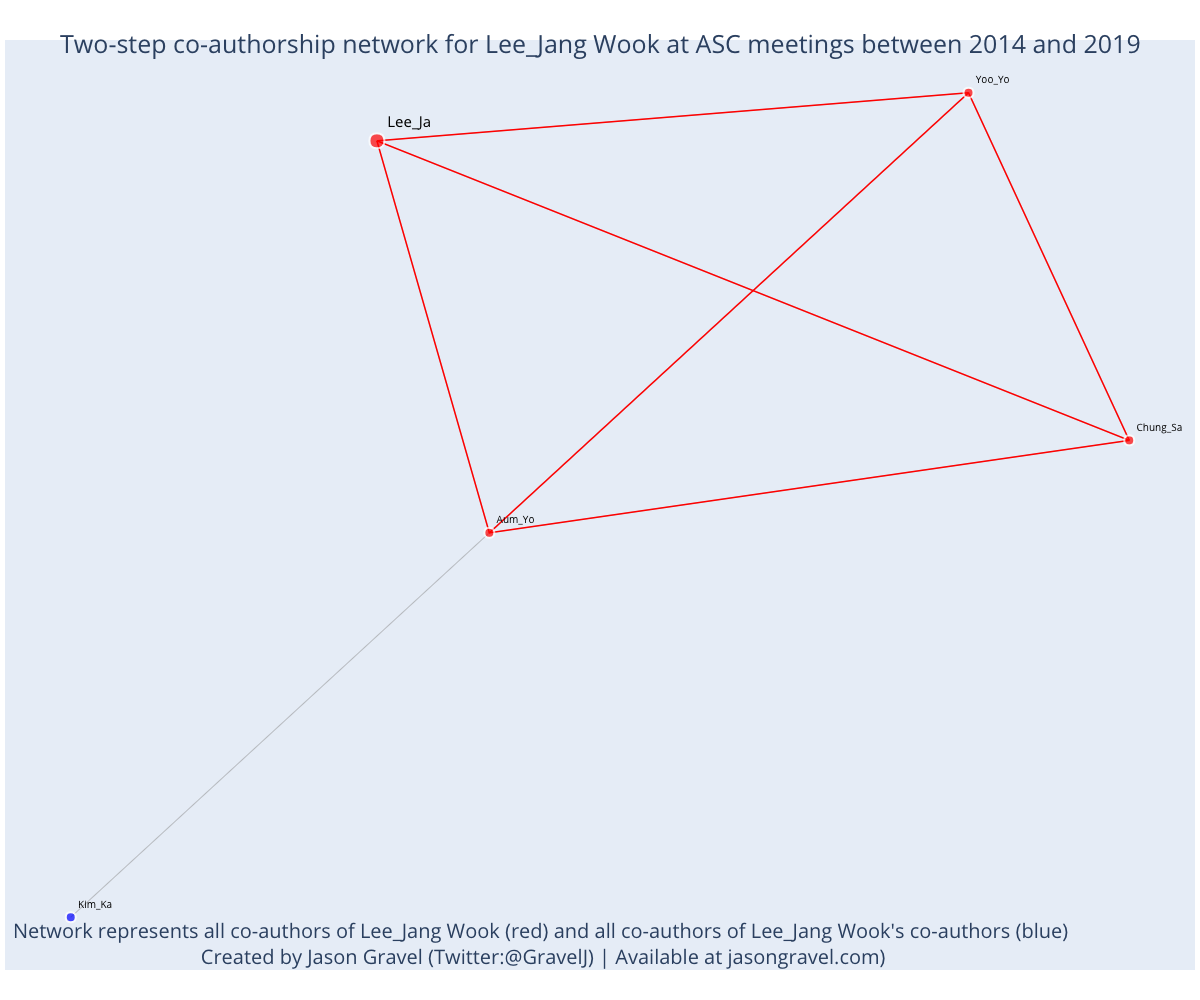 Two-step co-authorship network for Lee_Jang Wook at ASC meetings between 2014 and 2019
Yoo_Yo
Lee_Ja
Chung_Sa
Aum_Yo
Kim_Ka
Network represents all co-authors of Lee_Jang Wook (red) and all co-authors of Lee_Jang Wook's co-authors (blue)
Created by Jason Gravel (Twitter:@GravelJ) | Available at jasongravel.com)